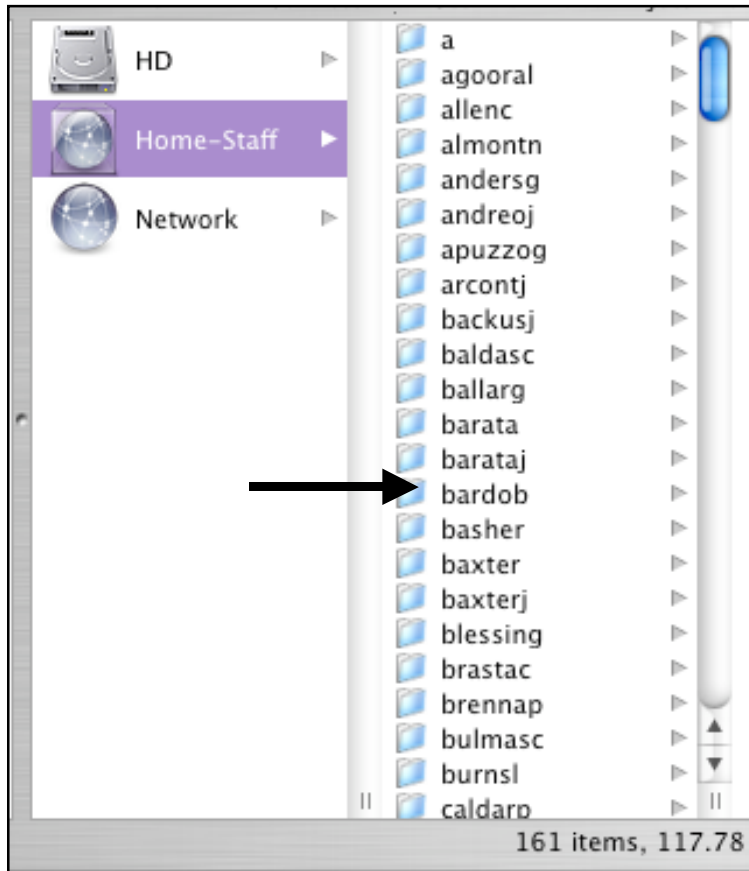 HD
Home-Staff
Network
a
agooral
allenc
almontn
andersg
andreoj
apuzzog
arcontj
backusj
baldasc
ballarg
barata
barataj
bardob
basher
baxter
baxterj
blessing
brastac
brennap
bulmasc
burnsl
caldarp
161 items, 117.78